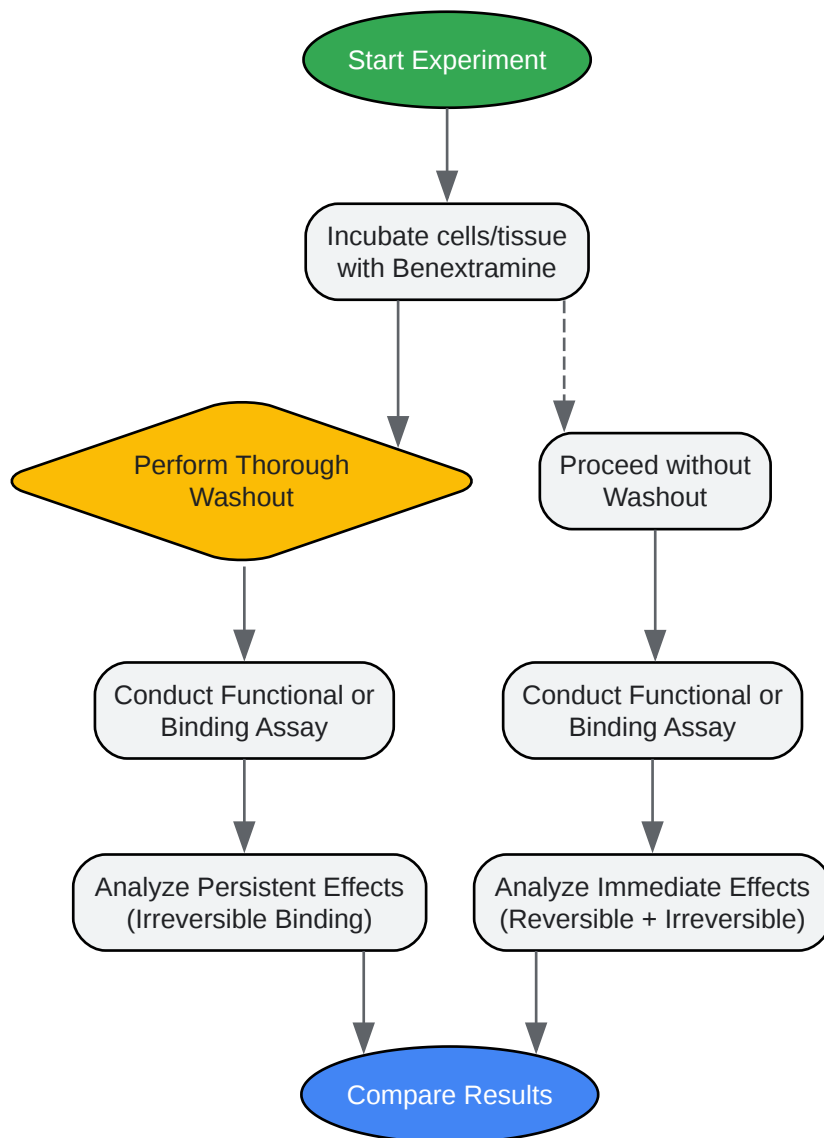 Start Experiment
Incubate cells/tissue
with Benextramine
Perform Thorough
Washout
Proceed without
Washout
Conduct Functional or
Binding Assay
Conduct Functional or
Binding Assay
Analyze Persistent Effects
(Irreversible Binding)
Analyze Immediate Effects
(Reversible + Irreversible)
Compare Results